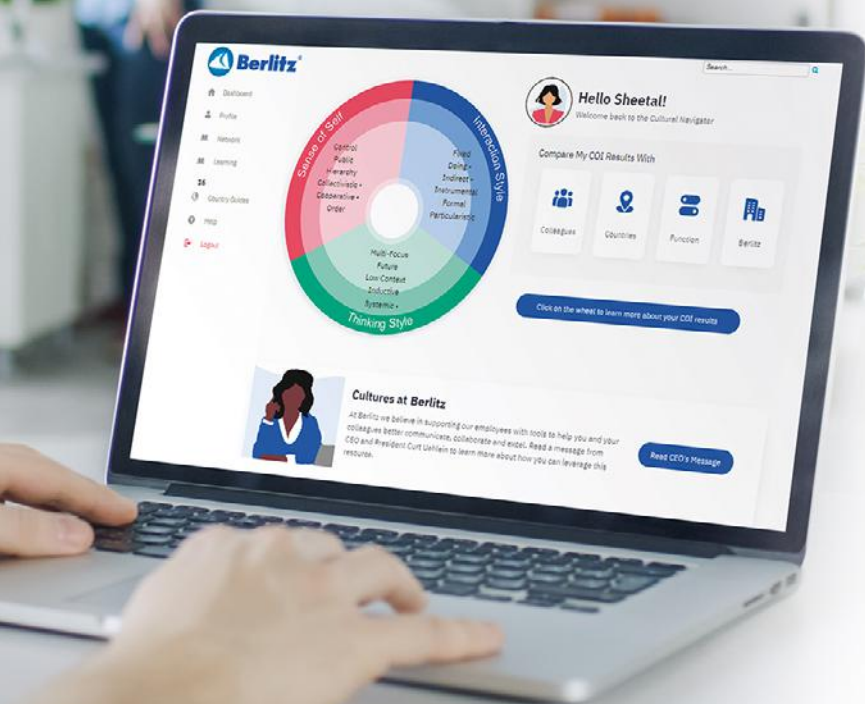 Berlitz
Search...
Dashboard
Profile
Network
Learning
16
Country Guides
Help
Logout
Sense of Self
Control
Public
Hierarchy
Collectivistic •
Cooperative •
Order
Interaction Style
Fixed
Doing •
Indirect •
Instrumental
Formal
Particularistic
Multi-Focus
Future
Low Context
Inductive
Systemic •
Thinking Style
Hello Sheetal!
Welcome back to the Cultural Navigator
Compare My COI Results With
Colleagues
Countries
Function
Berlitz
Click on the wheel to learn more about your COI results
Cultures at Berlitz
At Berlitz we believe in supporting our employees with tools to help you and your
colleagues better communicate, collaborate and excel. Read a message from
CEO and President Curt Uehlein to learn more about how you can leverage this
resource.
Read CEO's Message